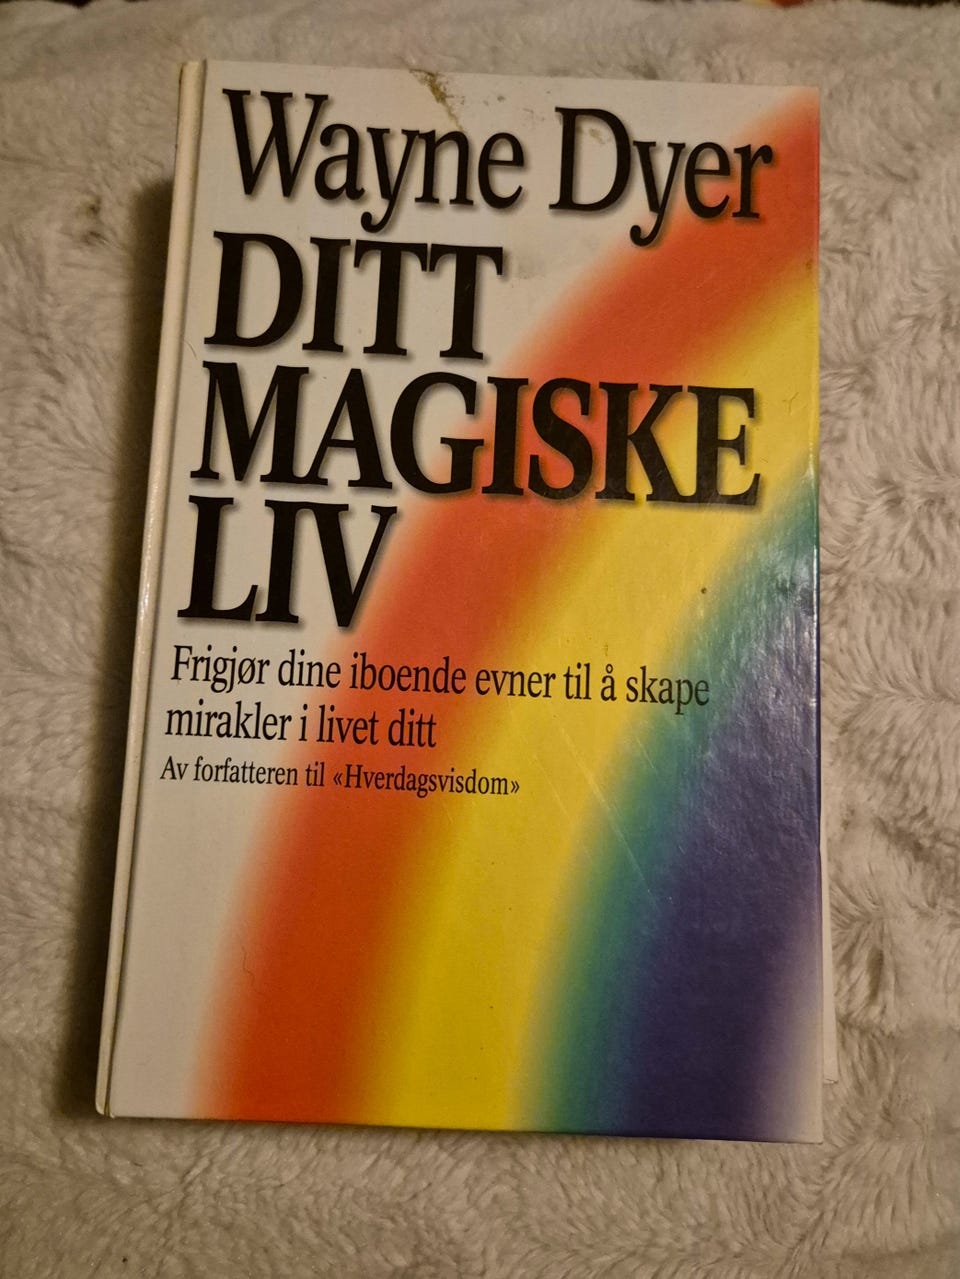 Wayne Dyer
DITT
MAGISKE
LIV
Frigjør dine iboende evner til å skape
mirakler i livet ditt
Av forfatteren til «Hverdagsvisdom»